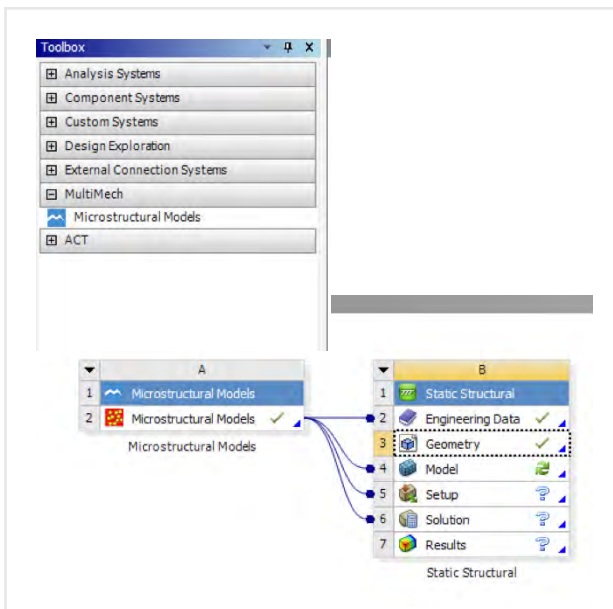 Toolbox
Analysis Systems
Component Systems
Custom Systems
Design Exploration
External Connection Systems
MultiMech
Microstructural Models
ACT
A
1 Microstructural Models
2 Microstructural Models
Microstructural Models
B
1 Static Structural
2 Engineering Data
3 Geometry
4 Model
5 Setup
6 Solution
7 Results
Static Structural